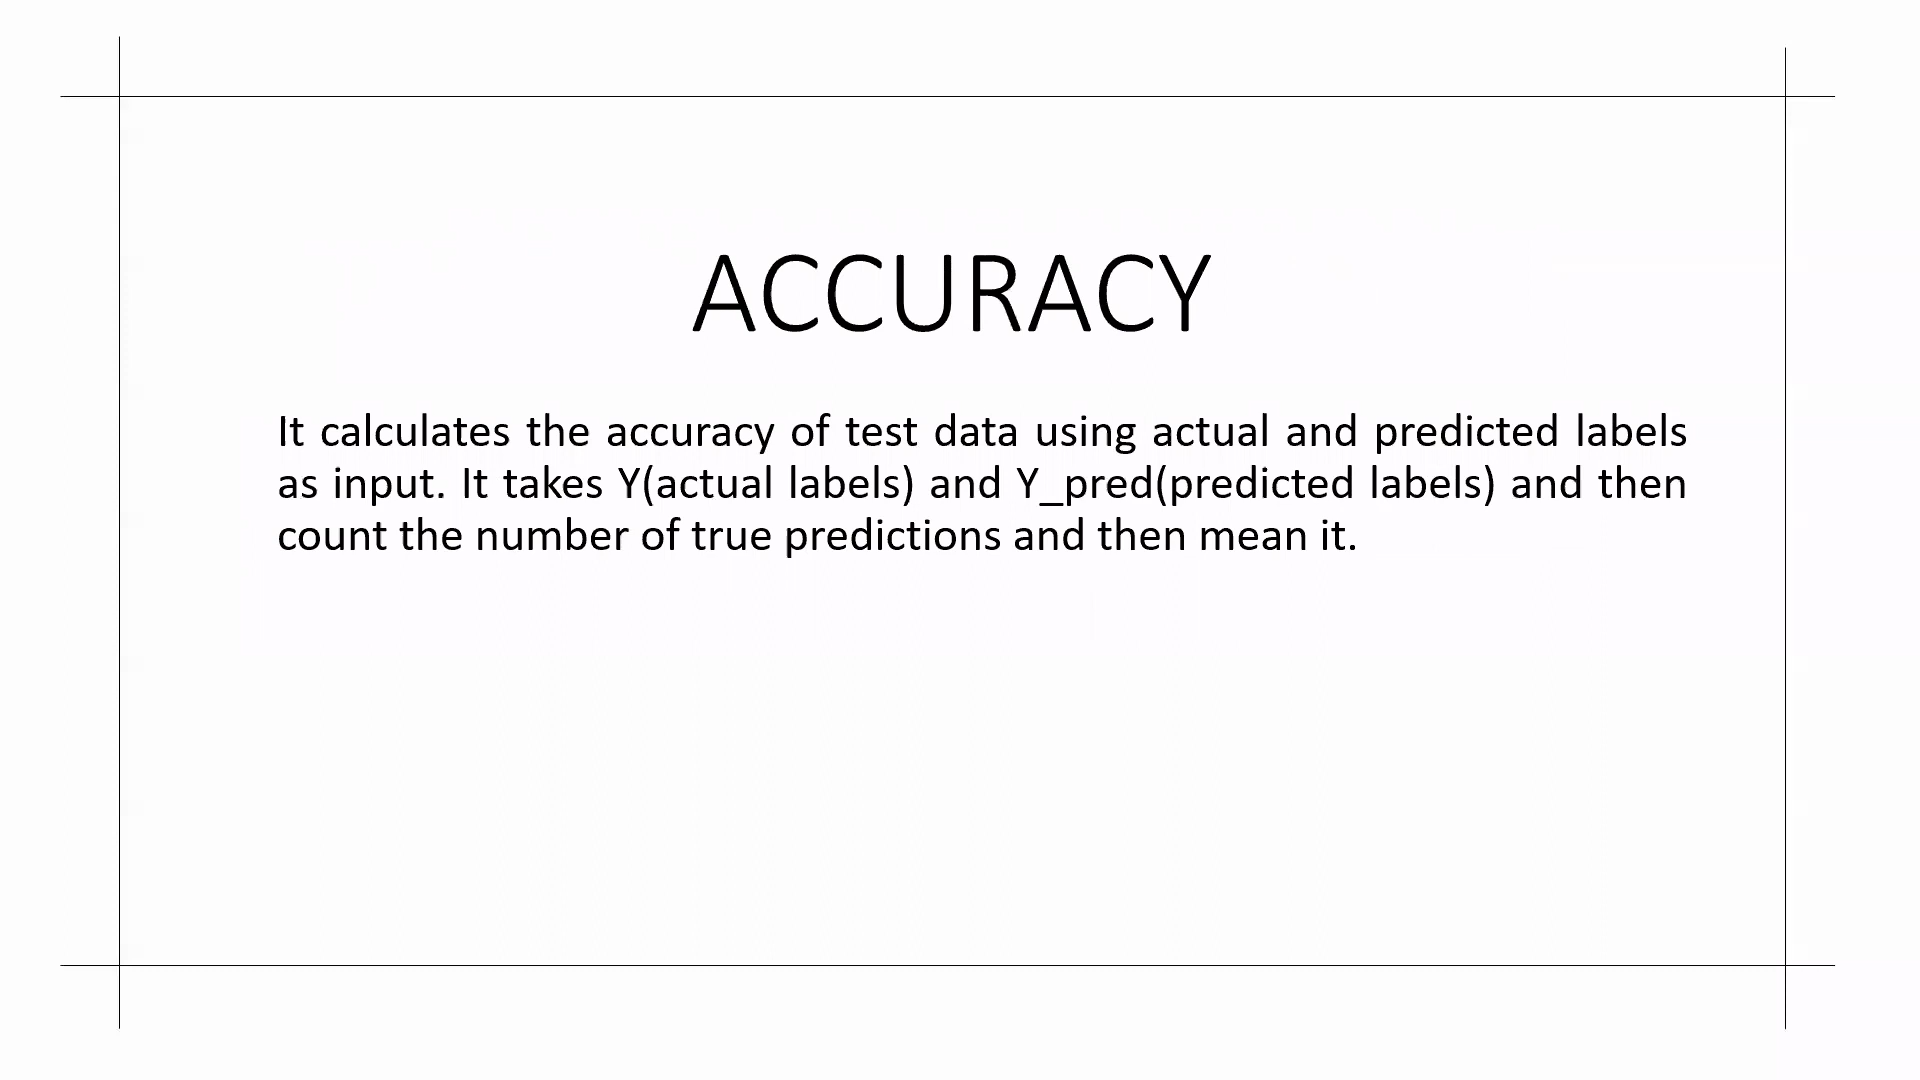 ACCURACY
It calculates the accuracy of test data using actual and predicted labels
as input. It takes Y(actual labels) and Y_pred(predicted labels) and then
count the number of true predictions and then mean it.